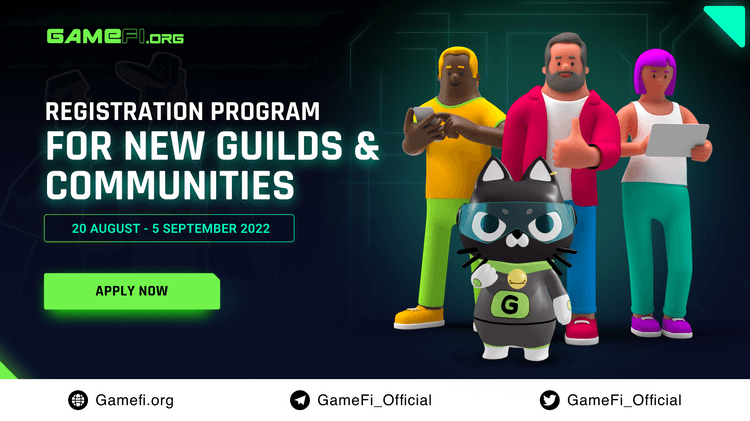 GAMEFI.ORG
REGISTRATION PROGRAM
FOR NEW GUILDS &
COMMUNITIES
20 AUGUST - 5 SEPTEMBER 2022
APPLY NOW
G
Gamefi.org
GameFi_Official
GameFi_Official